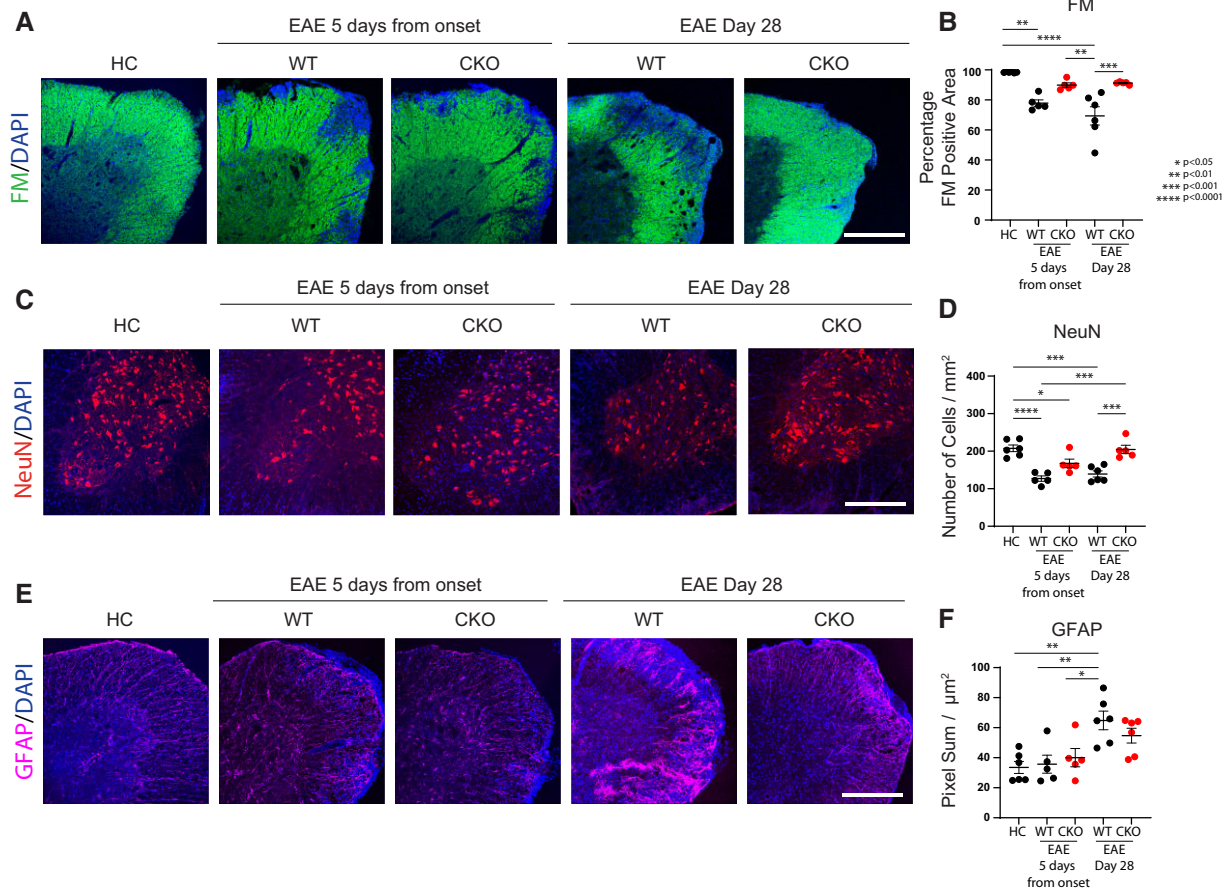 A
EAE 5 days from onset
EAE Day 28
HC
WT
CKO
WT
CKO
FM/DAPI
B
FM
**
****
**
***
100
80
60
40
20
0
Percentage
FM Positive Area
HC
WT CKO
WT CKO
EAE
EAE
5 days
Day 28
from onset
* p<0.05
** p<0.01
*** p<0.001
**** p<0.0001
C
EAE 5 days from onset
EAE Day 28
HC
WT
CKO
WT
CKO
NeuN/DAPI
D
NeuN
***
***
*
****
***
400
300
200
100
0
Number of Cells / mm²
HC
WT CKO
WT CKO
EAE
EAE
5 days
Day 28
from onset
E
EAE 5 days from onset
EAE Day 28
HC
WT
CKO
WT
CKO
GFAP/DAPI
F
GFAP
**
**
*
100
80
60
40
20
0
Pixel Sum / μm²
HC
WT CKO
WT CKO
EAE
EAE
5 days
Day 28
from onset